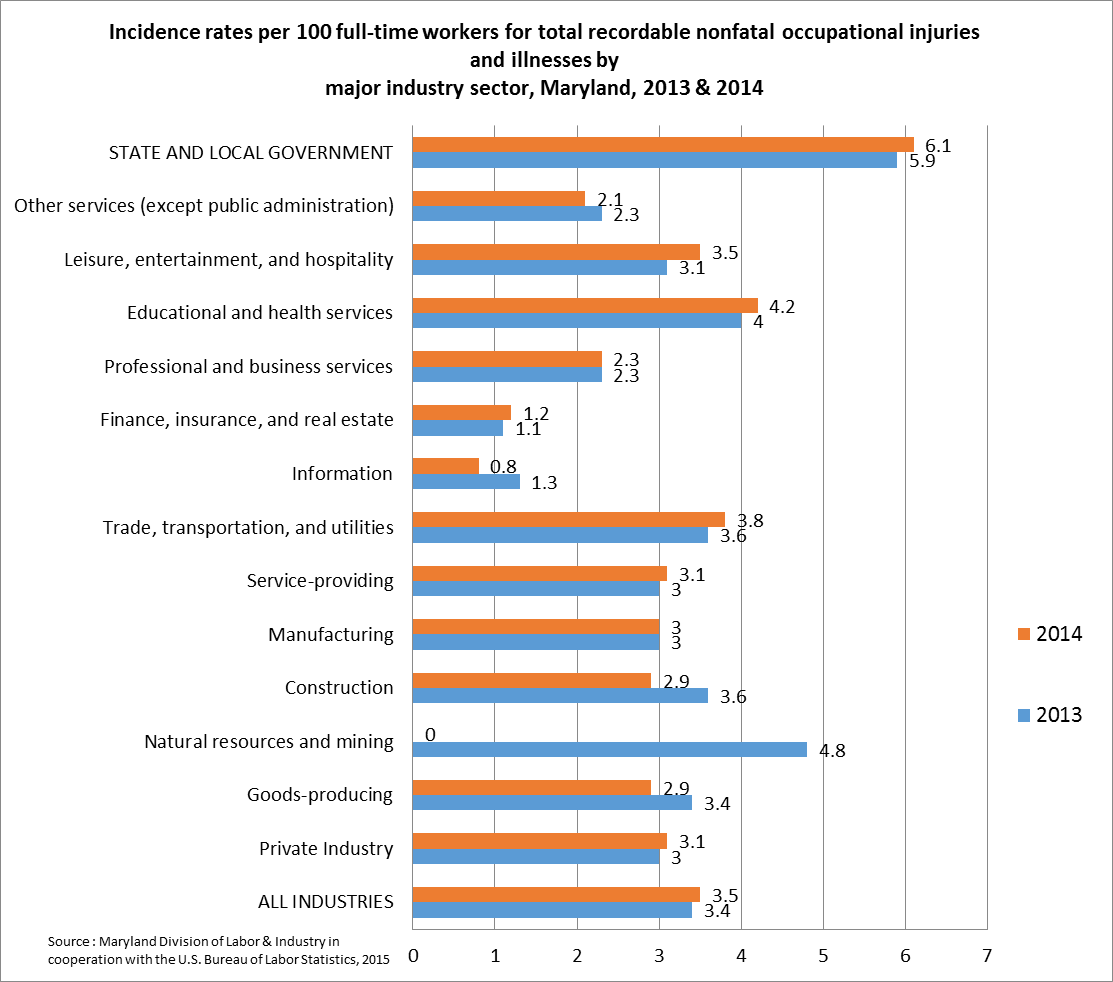 Incidence rates per 100 full-time workers for total recordable nonfatal occupational injuries
and illnesses by
major industry sector, Maryland, 2013 & 2014
STATE AND LOCAL GOVERNMENT
6.1
5.9
Other services (except public administration)
2.1
2.3
Leisure, entertainment, and hospitality
3.5
3.1
Educational and health services
4.2
4
Professional and business services
2.3
2.3
Finance, insurance, and real estate
1.2
1.1
Information
0.8
1.3
Trade, transportation, and utilities
3.8
3.6
Service-providing
3.1
3
Manufacturing
3
3
Construction
2.9
3.6
Natural resources and mining
0
4.8
Goods-producing
2.9
3.4
Private Industry
3.1
3
ALL INDUSTRIES
3.5
3.4
2014
2013
0 1 2 3 4 5 6 7
Source : Maryland Division of Labor & Industry in
cooperation with the U.S. Bureau of Labor Statistics, 2015